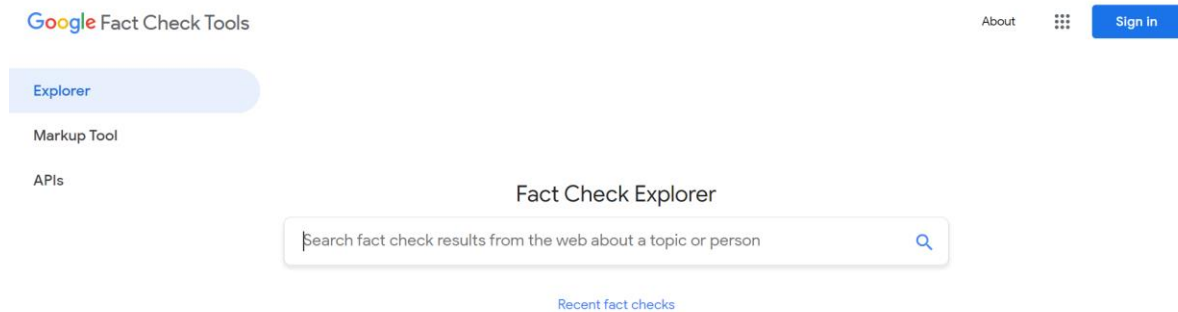 Google Fact Check Tools
About
Sign in
Explorer
Markup Tool
APIs
Fact Check Explorer
Search fact check results from the web about a topic or person
Recent fact checks